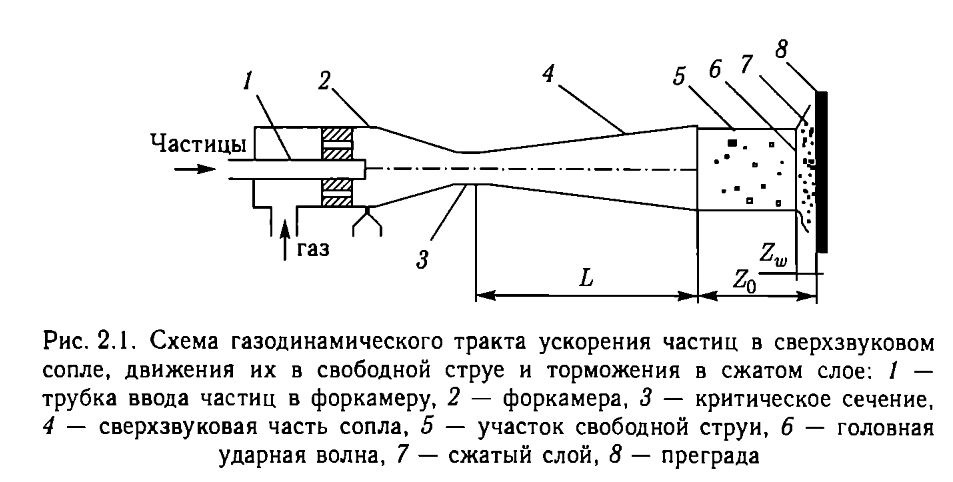 1
2
3
4
5
6
7
8
Частицы
газ
L
Z₀
Z_w
Рис. 2.1. Схема газодинамического тракта ускорения частиц в сверхзвуковом
сопле, движения их в свободной струе и торможения в сжатом слое: 1 —
трубка ввода частиц в форкамеру, 2 — форкамера, 3 — критическое сечение,
4 — сверхзвуковая часть сопла, 5 — участок свободной струи, 6 — головная
ударная волна, 7 — сжатый слой, 8 — преграда